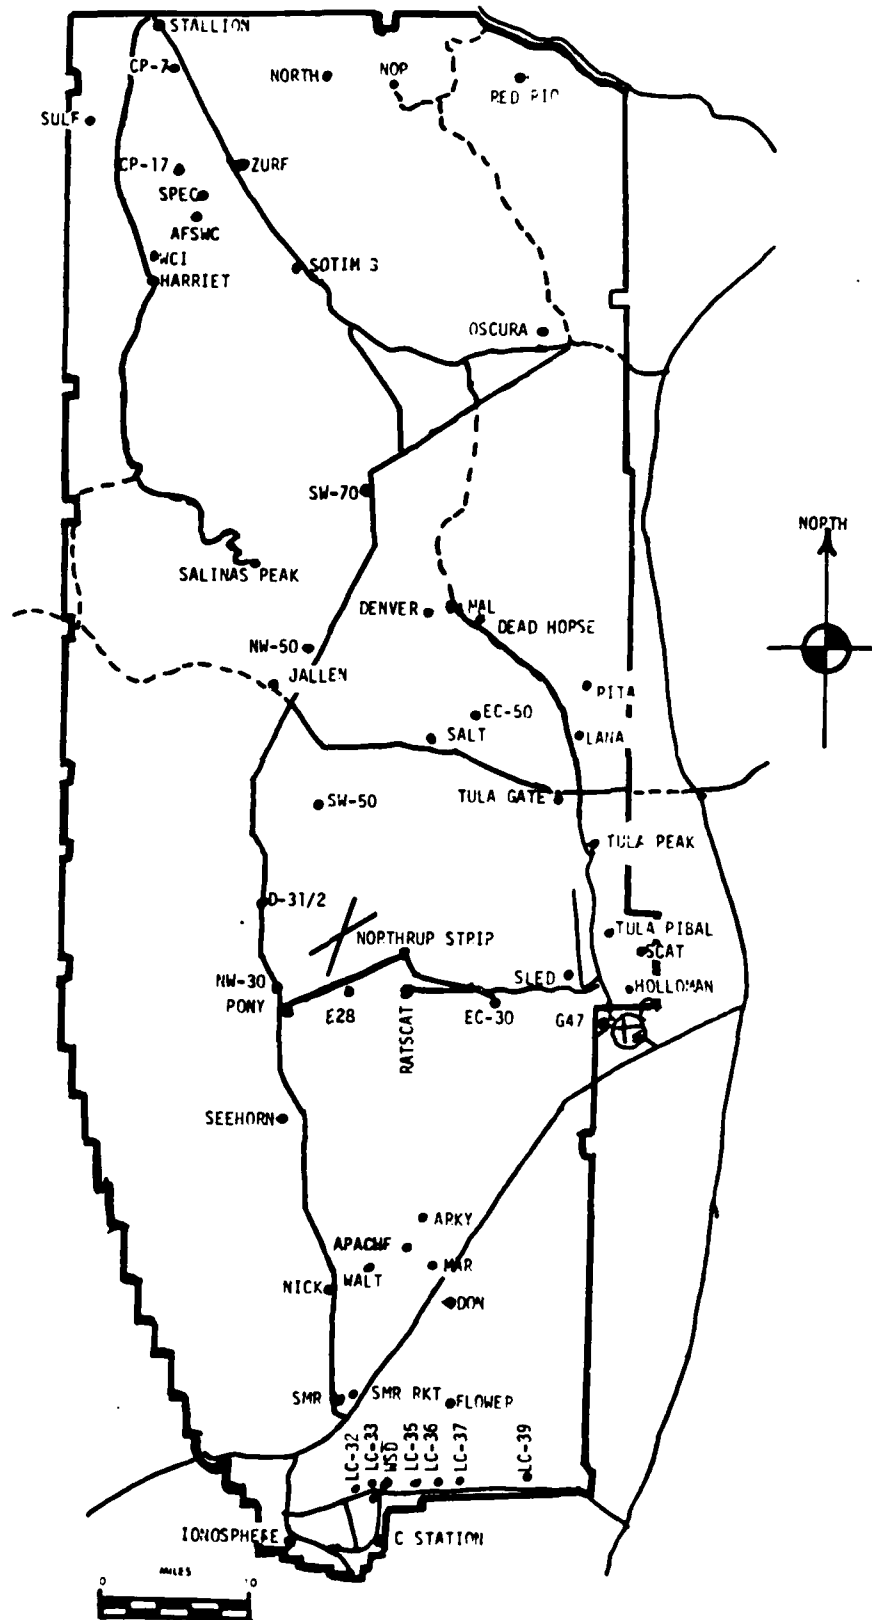 STALLION
CP-7
NORTH
NOP
RED RIO
SULF
CP-17
ZURF
SPEC
AFSWC
WCI
HARRIET
SOTIM 3
OSCURA
SW-70
NORTH
SALINAS PEAK
DENVER
MAL
DEAD HORSE
NW-50
JALLEN
PITA
EC-50
SALT
LANA
SW-50
TULA GATE
TULA PEAK
D-31/2
NORTHRUP STRIP
TULA PIBAL
SCAT
NW-30
SLED
HOLLOMAN
PONY
E28
RATSCAT
EC-30
G47
SEEHORN
ARKY
APACHE
WALT
MAR
NICK
DON
SMR
SMR RKT
FLOWER
LC-32
LC-33
WSD
LC-35
LC-36
LC-37
LC-39
IONOSPHERE
C STATION
0 MILES 10